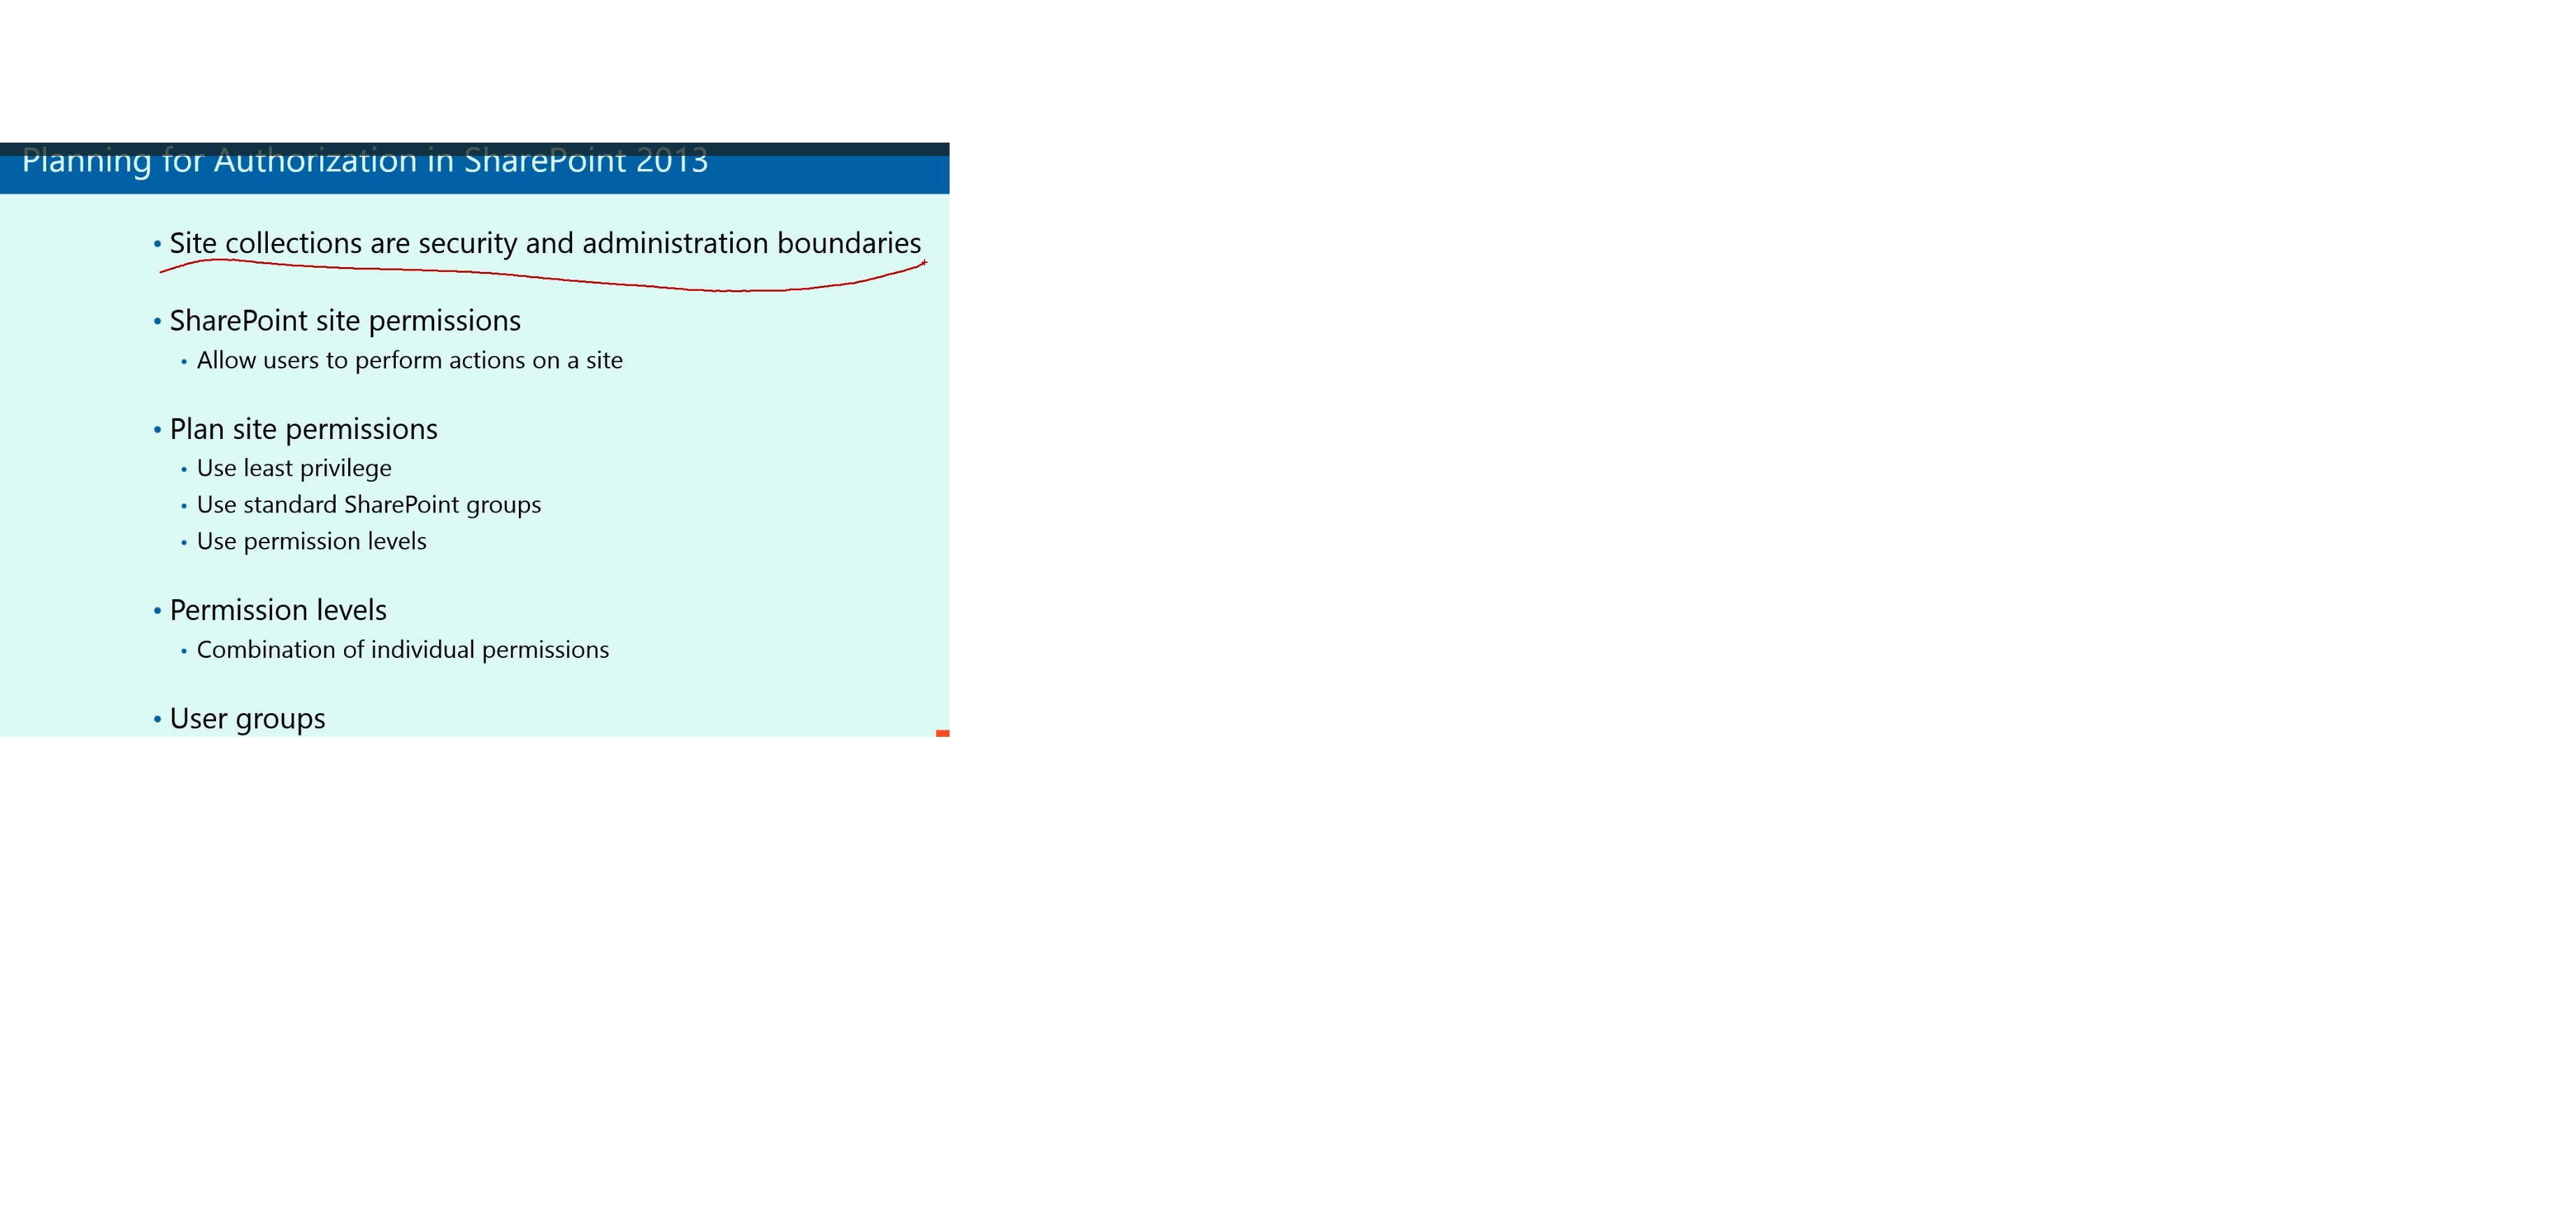 Planning for Authorization in SharePoint 2013
• Site collections are security and administration boundaries
• SharePoint site permissions
• Allow users to perform actions on a site
• Plan site permissions
• Use least privilege
• Use standard SharePoint groups
• Use permission levels
• Permission levels
• Combination of individual permissions
• User groups